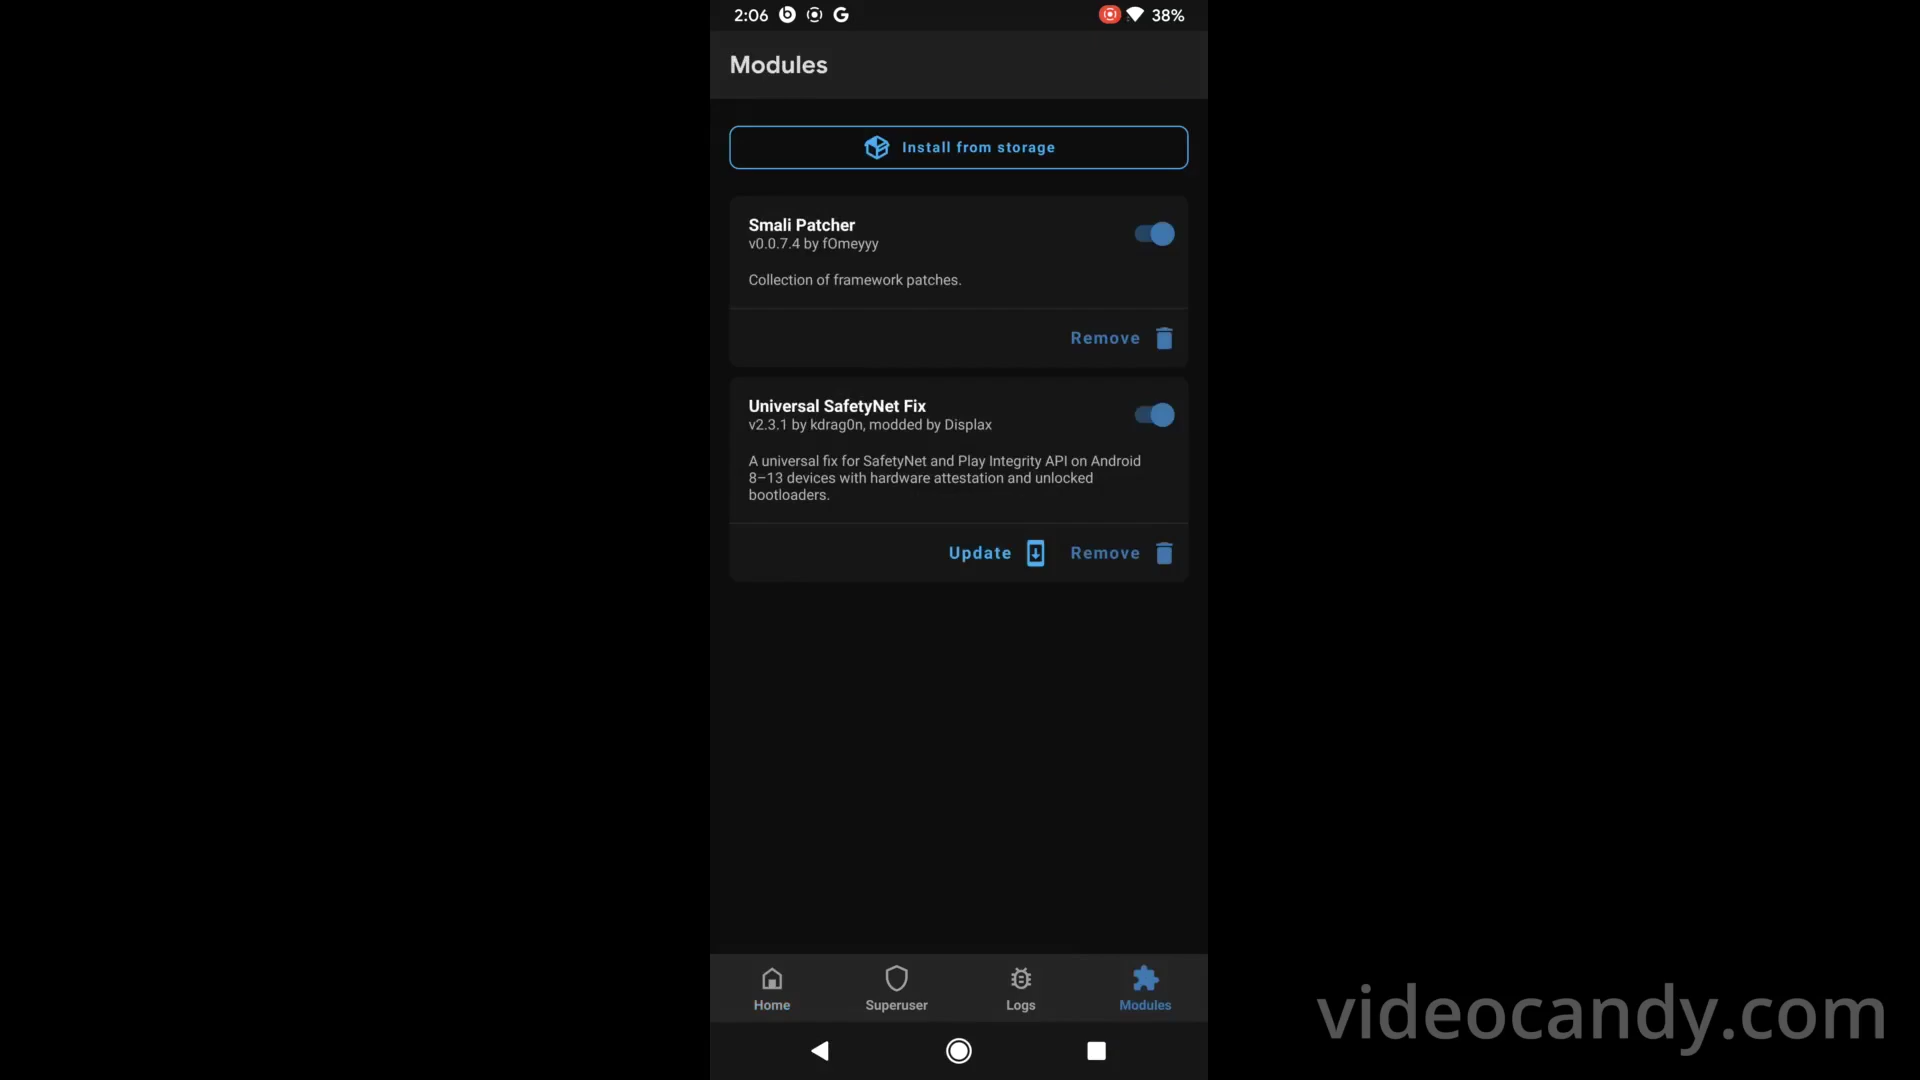 2:06
38%
Modules
Install from storage
Smali Patcher
v0.0.7.4 by fOmeyyy
Collection of framework patches.
Remove
Universal SafetyNet Fix
v2.3.1 by kdrag0n, modded by Displax
A universal fix for SafetyNet and Play Integrity API on Android
8–13 devices with hardware attestation and unlocked
bootloaders.
Update
Remove
Home
Superuser
Logs
Modules
videocandy.com